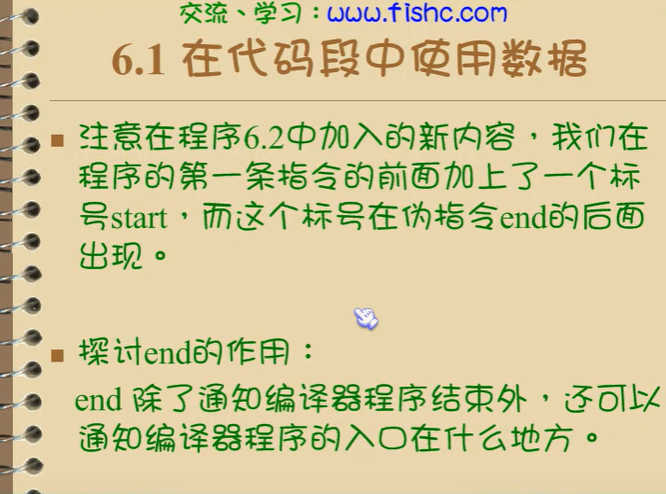 交流、学习：www.fishc.com
6.1 在代码段中使用数据
注意在程序6.2中加入的新内容，我们在
程序的第一条指令的前面加上了一个标
号start，而这个标号在伪指令end的后面
出现。
探讨end的作用：
end 除了通知编译器程序结束外，还可以
通知编译器程序的入口在什么地方。